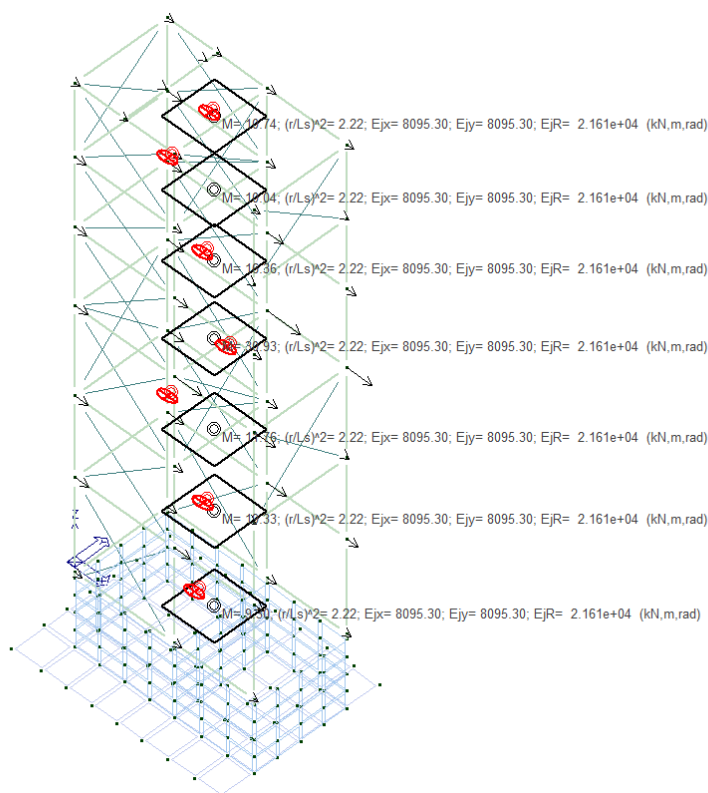 M= (r/Ls)^2= 2.22; Ejx= 8095.30; Ejy= 8095.30; EjR= 2.161e+04 (kN,m,rad)
M= (r/Ls)^2= 2.22; Ejx= 8095.30; Ejy= 8095.30; EjR= 2.161e+04 (kN,m,rad)
M= (r/Ls)^2= 2.22; Ejx= 8095.30; Ejy= 8095.30; EjR= 2.161e+04 (kN,m,rad)
(r/Ls)^2= 2.22; Ejx= 8095.30; Ejy= 8095.30; EjR= 2.161e+04 (kN,m,rad)
M= (r/Ls)^2= 2.22; Ejx= 8095.30; Ejy= 8095.30; EjR= 2.161e+04 (kN,m,rad)
Z
M= (r/Ls)^2= 2.22; Ejx= 8095.30; Ejy= 8095.30; EjR= 2.161e+04 (kN,m,rad)
M= (r/Ls)^2= 2.22; Ejx= 8095.30; Ejy= 8095.30; EjR= 2.161e+04 (kN,m,rad)